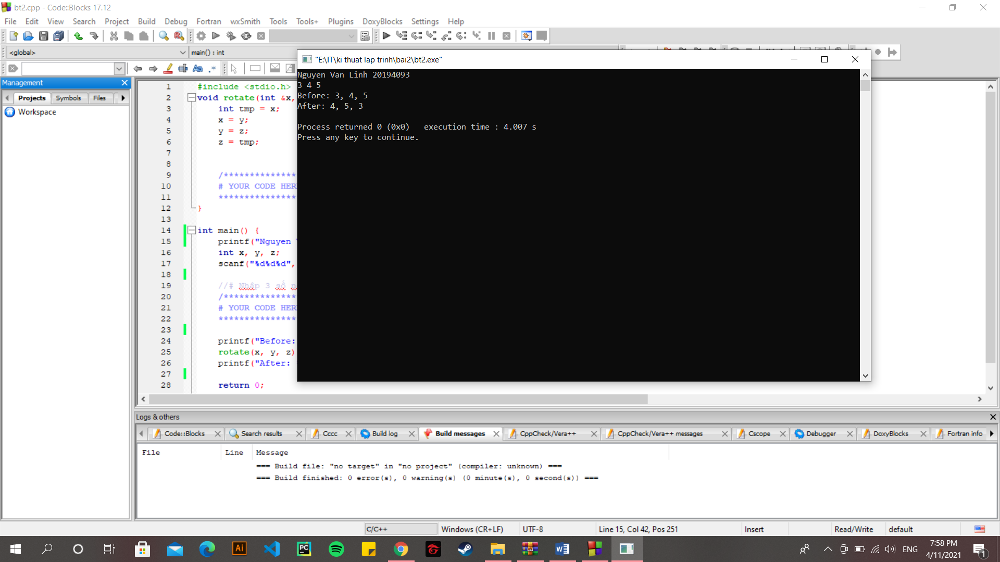 bt2.cpp - Code::Blocks 17.12
File Edit View Search Project Build Debug Fortran wxSmith Tools Tools+ Plugins DoxyBlocks Settings Help
<global> main() : int
Management
Projects Symbols Files
Workspace
1 #include <stdio.h>
2 void rotate(int &x,
3 int tmp = x;
4 x = y;
5 y = z;
6 z = tmp;
7
8
9 /**************
10 # YOUR CODE HER
11 ***************
12 }
13
14 int main() {
15 printf("Nguyen
16 int x, y, z;
17 scanf("%d%d%d",
18
19 //# Nhập 3 số
20 /**************
21 # YOUR CODE HER
22 ***************
23
24 printf("Before:
25 rotate(x, y, z)
26 printf("After:
27
28 return 0;
"E:\IT\ki thuat lap trinh\bai2\bt2.exe"
Nguyen Van Linh 20194093
3 4 5
Before: 3, 4, 5
After: 4, 5, 3
Process returned 0 (0x0)   execution time : 4.007 s
Press any key to continue.
Logs & others
Code::Blocks Search results Cccc Build log Build messages CppCheck/Vera++ CppCheck/Vera++ messages Cscope Debugger DoxyBlocks Fortran info
File Line Message
=== Build file: "no target" in "no project" (compiler: unknown) ===
=== Build finished: 0 error(s), 0 warning(s) (0 minute(s), 0 second(s)) ===
C/C++ Windows (CR+LF) UTF-8 Line 15, Col 42, Pos 251 Insert Read/Write default
Ai PC W ENG
7:58 PM
4/11/2021
1